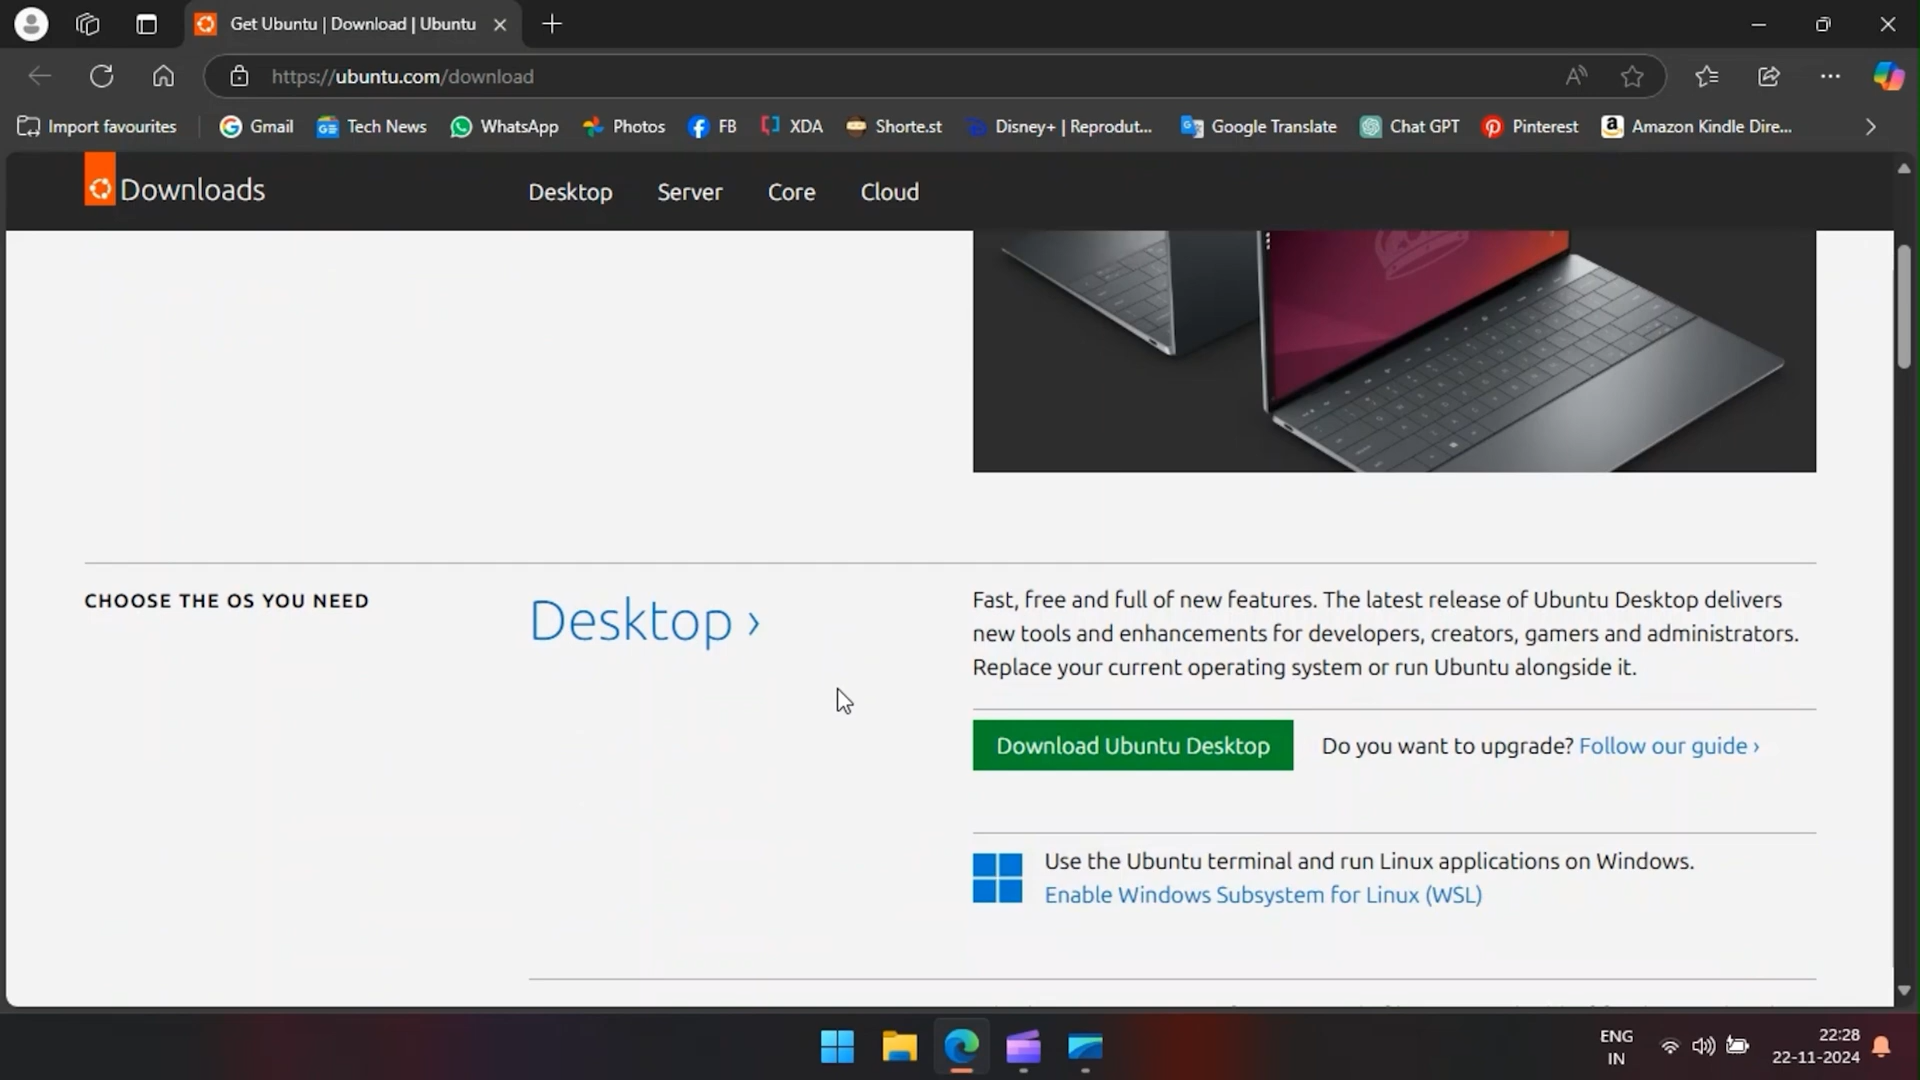 Get Ubuntu | Download | Ubuntu
https://ubuntu.com/download
Import favourites
Gmail
Tech News
WhatsApp
Photos
FB
XDA
Shorte.st
Disney+ | Reprodut...
Google Translate
Chat GPT
Pinterest
Amazon Kindle Dire...
Downloads
Desktop
Server
Core
Cloud
CHOOSE THE OS YOU NEED
Desktop ›
Fast, free and full of new features. The latest release of Ubuntu Desktop delivers
new tools and enhancements for developers, creators, gamers and administrators.
Replace your current operating system or run Ubuntu alongside it.
Download Ubuntu Desktop
Do you want to upgrade? Follow our guide ›
Use the Ubuntu terminal and run Linux applications on Windows.
Enable Windows Subsystem for Linux (WSL)
ENG
IN
22:28
22-11-2024